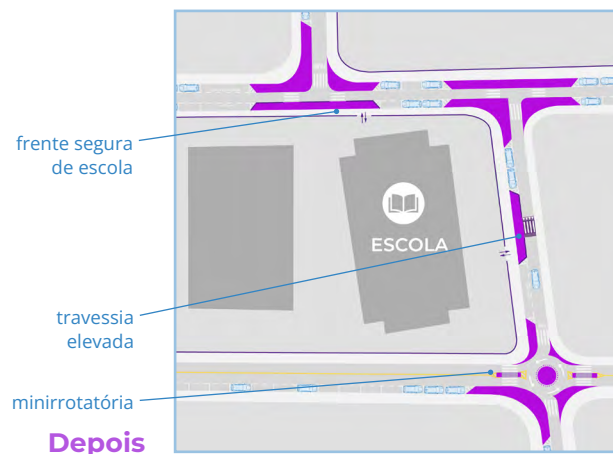 frente segura
de escola
ESCOLA
travessia
elevada
minirrotatória
Depois